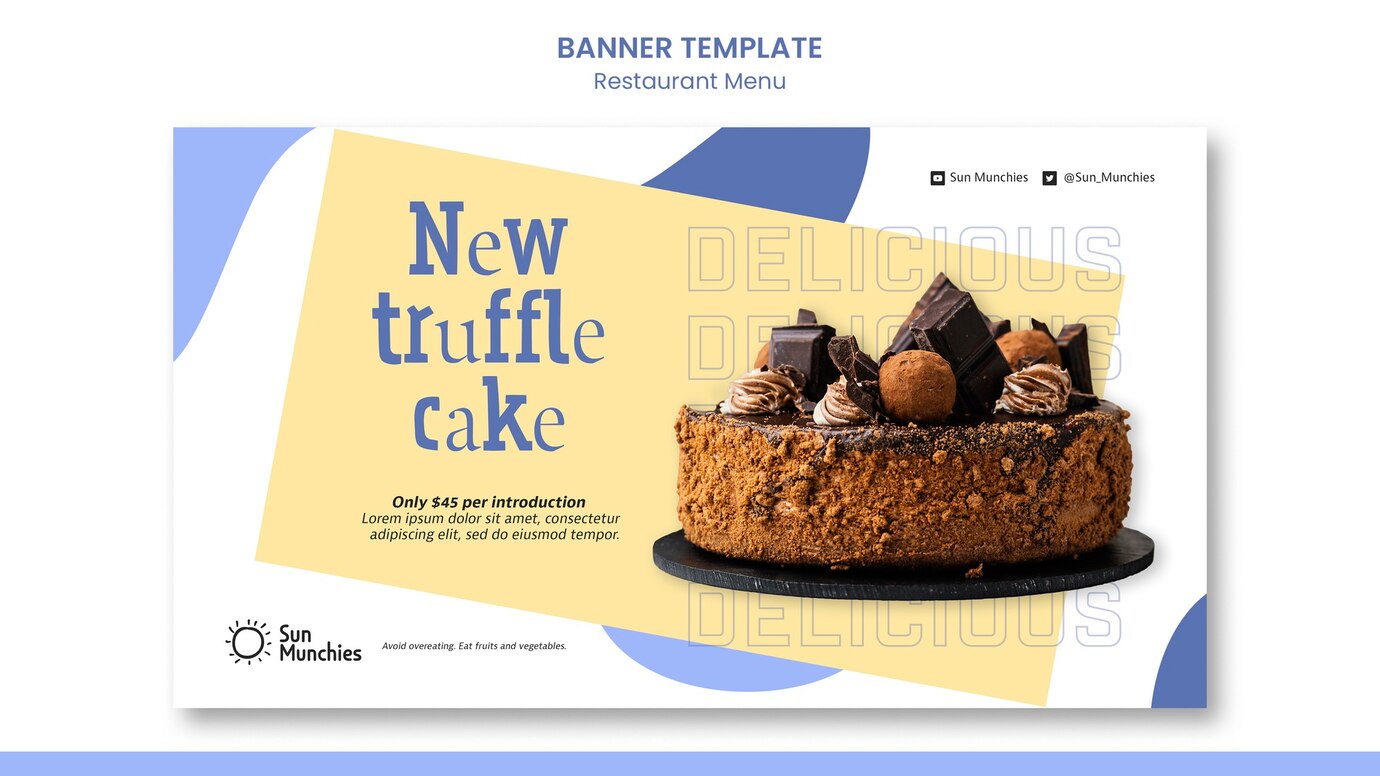 BANNER TEMPLATE
Restaurant Menu
Sun Munchies @Sun_Munchies
New
truffle
cake
DELICIOUS
DELICIOUS
DELICIOUS
Only $45 per introduction
Lorem ipsum dolor sit amet, consectetur
adipiscing elit, sed do eiusmod tempor.
Sun
Munchies
Avoid overeating. Eat fruits and vegetables.